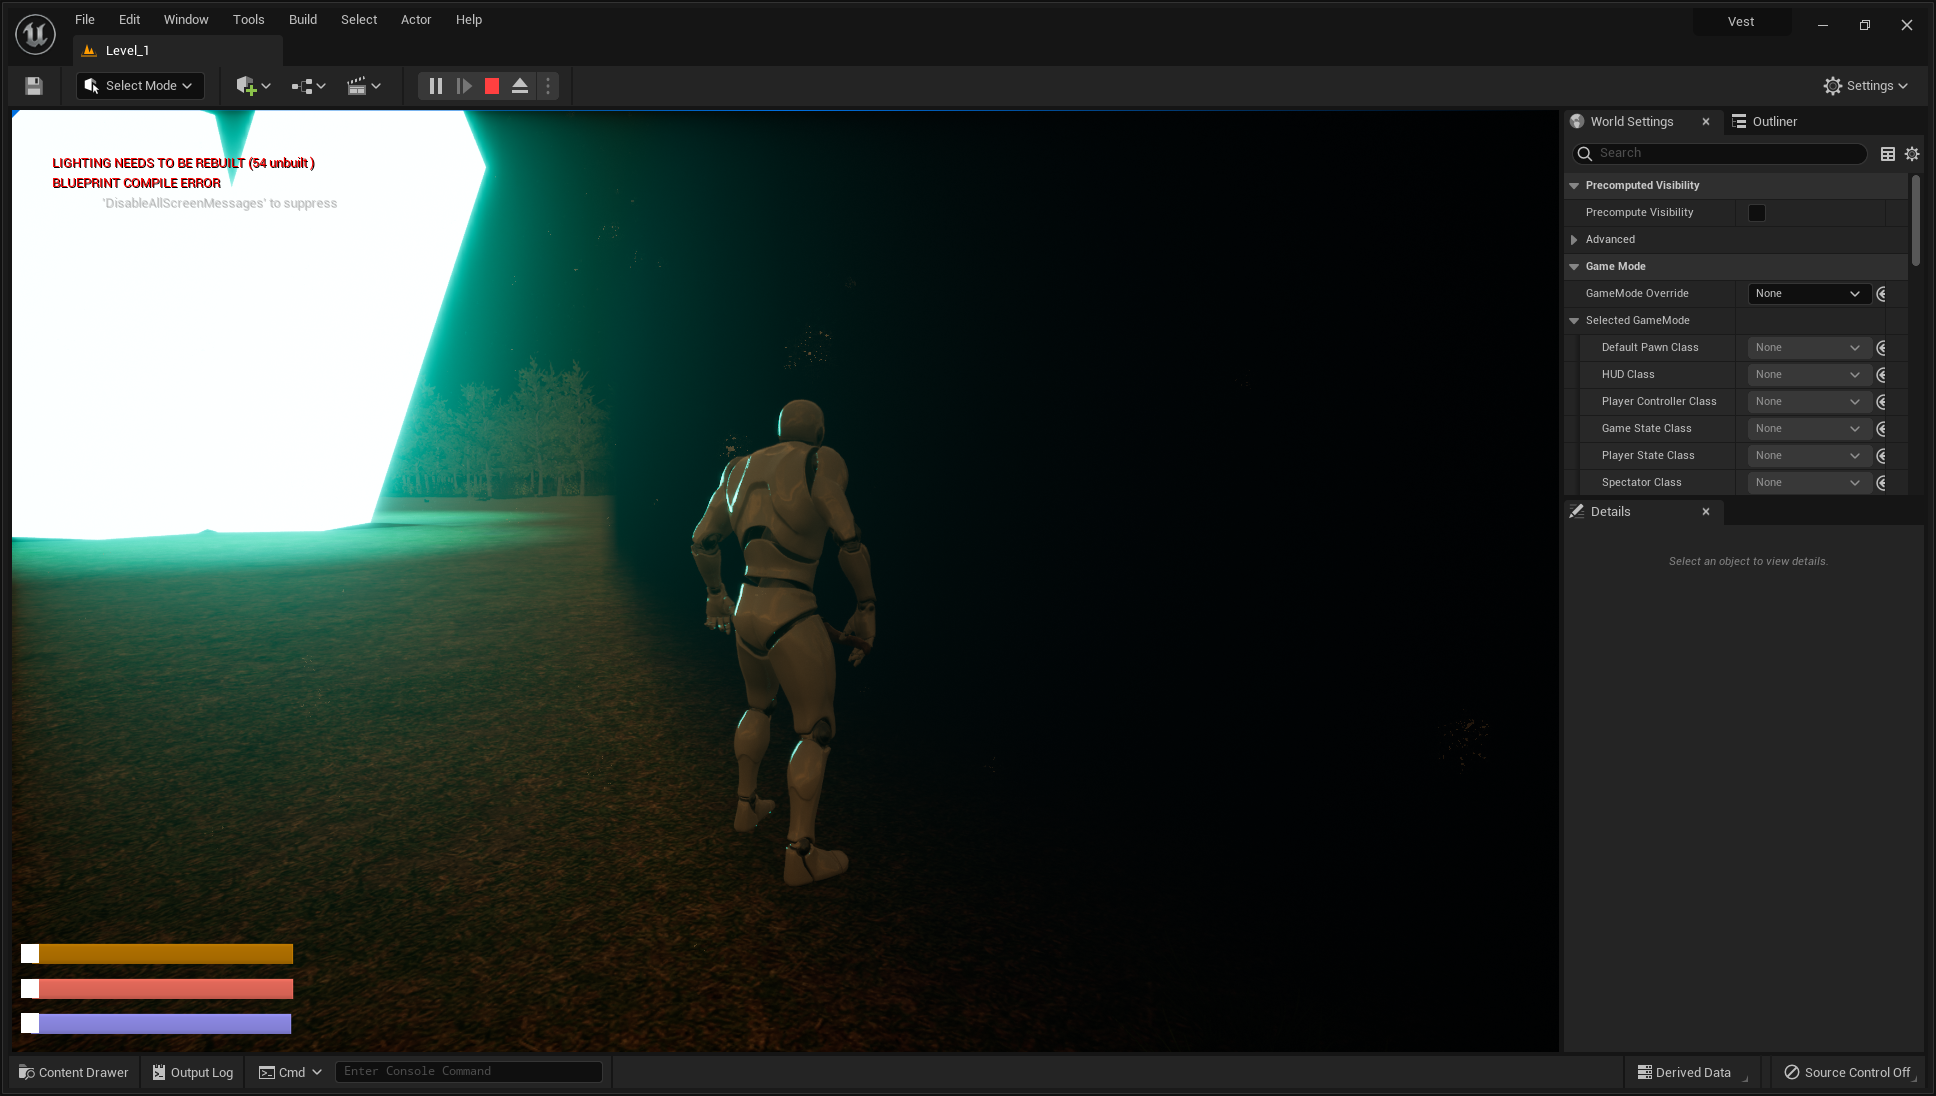 File Edit Window Tools Build Select Actor Help
Vest
Level_1
Select Mode
Settings
LIGHTING NEEDS TO BE REBUILT (54 unbuilt )
BLUEPRINT COMPILE ERROR
'DisableAllScreenMessages' to suppress
World Settings
Outliner
Search
Precomputed Visibility
Precompute Visibility
Advanced
Game Mode
GameMode Override None
Selected GameMode
Default Pawn Class None
HUD Class None
Player Controller Class None
Game State Class None
Player State Class None
Spectator Class None
Details
Select an object to view details.
Content Drawer
Output Log
Cmd
Enter Console Command
Derived Data
Source Control Off